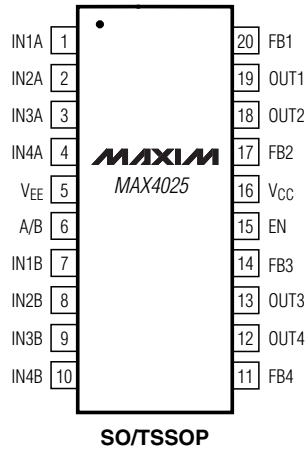 IN1A 1 20 FB1
IN2A 2 19 OUT1
IN3A 3 18 OUT2
IN4A 4 MAXIM 17 FB2
VEE 5 MAX4025 16 VCC
A/B 6 15 EN
IN1B 7 14 FB3
IN2B 8 13 OUT3
IN3B 9 12 OUT4
IN4B 10 11 FB4
SO/TSSOP